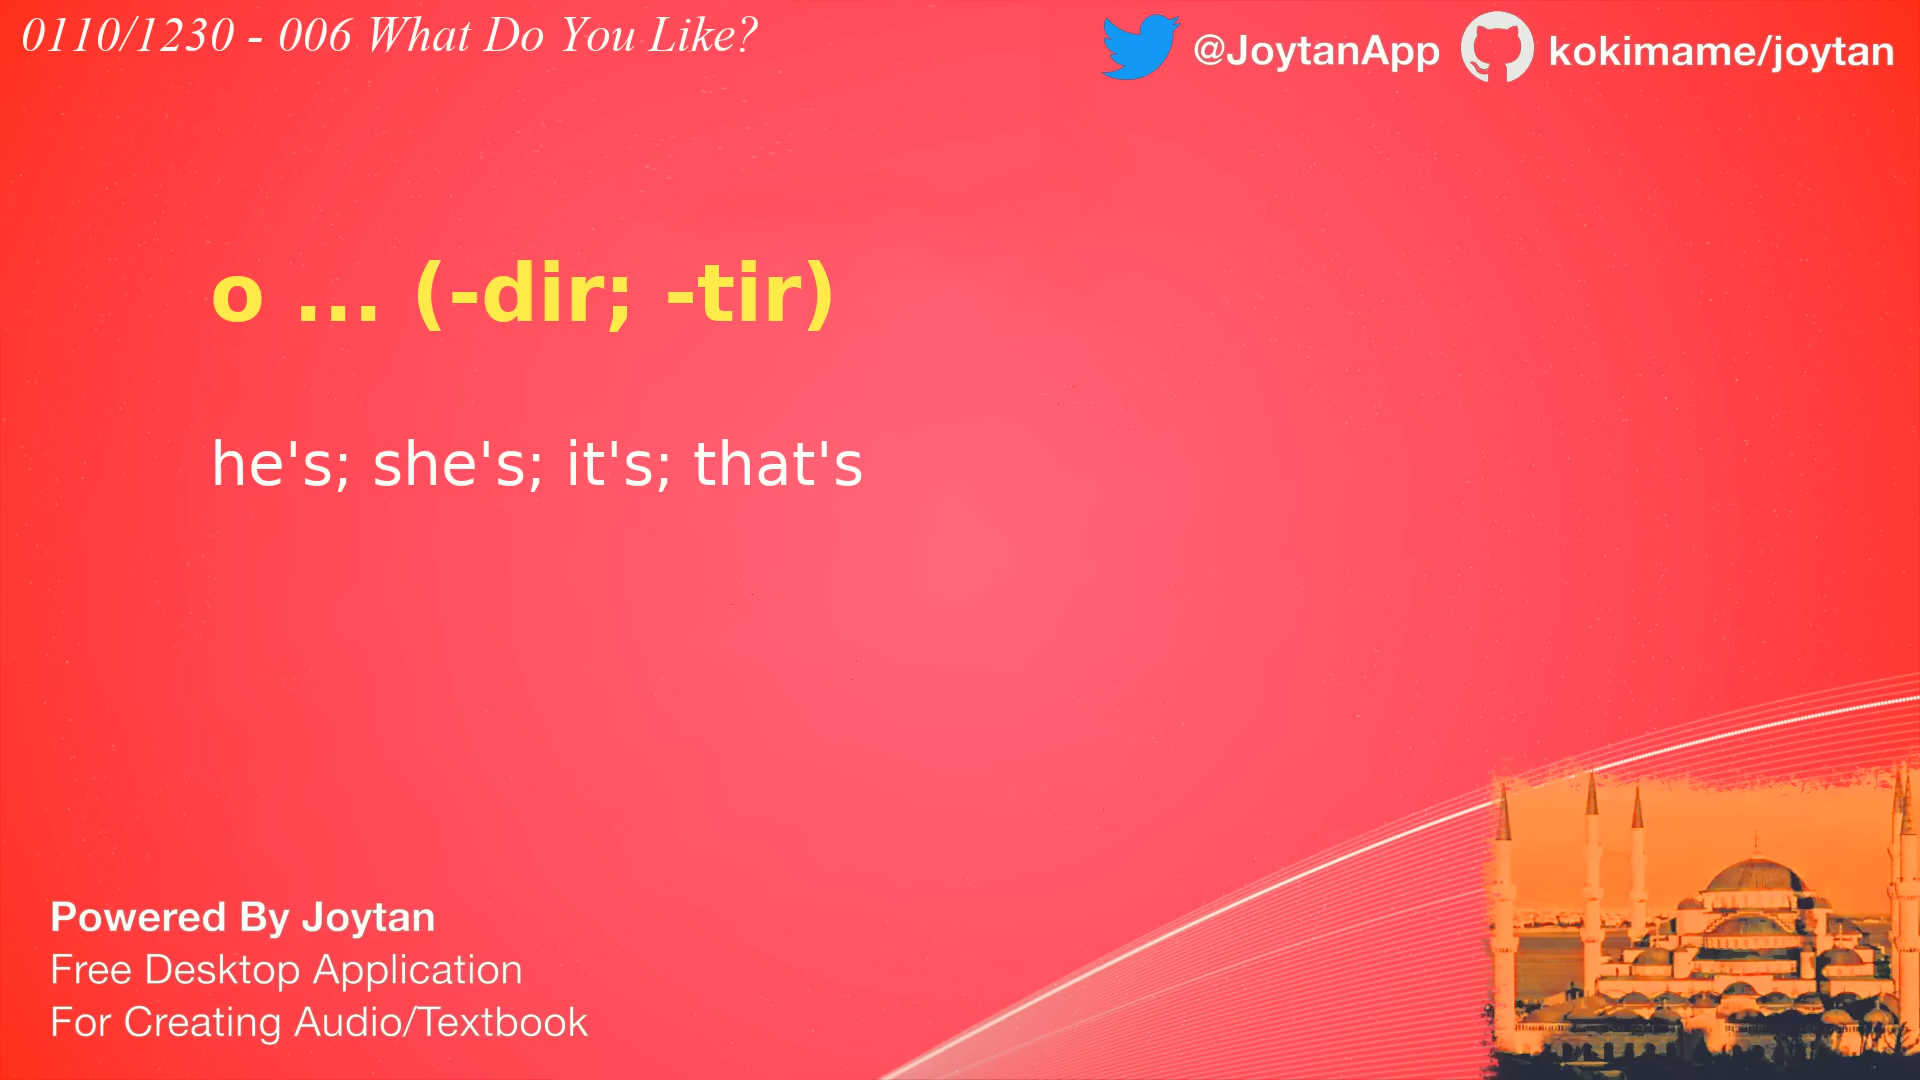 0110/1230 - 006 What Do You Like?
@JoytanApp
kokimame/joytan
o ... (-dir; -tir)
he's; she's; it's; that's
Powered By Joytan
Free Desktop Application
For Creating Audio/Textbook